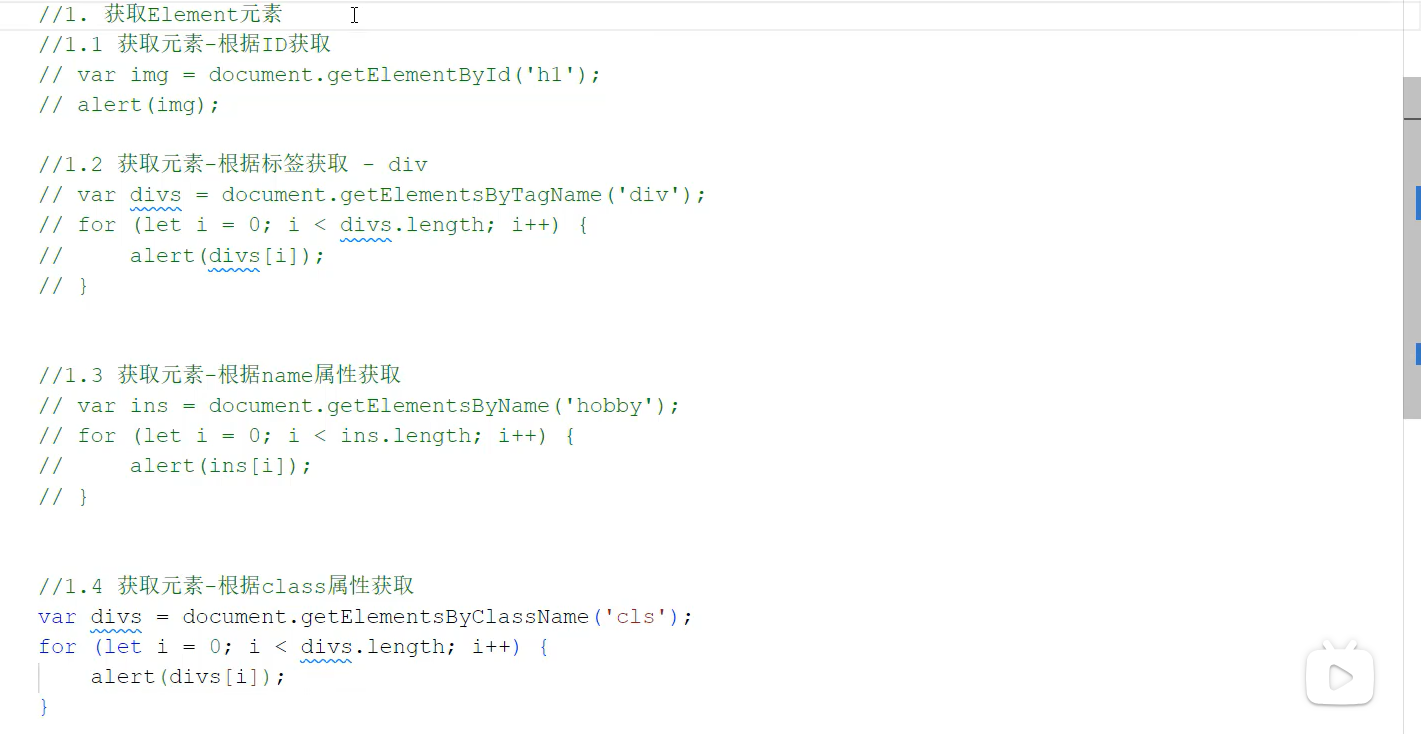 //1. 获取Element元素
//1.1 获取元素-根据ID获取
// var img = document.getElementById('h1');
// alert(img);
//1.2 获取元素-根据标签获取 - div
// var divs = document.getElementsByTagName('div');
// for (let i = 0; i < divs.length; i++) {
//     alert(divs[i]);
// }
//1.3 获取元素-根据name属性获取
// var ins = document.getElementsByName('hobby');
// for (let i = 0; i < ins.length; i++) {
//     alert(ins[i]);
// }
//1.4 获取元素-根据class属性获取
var divs = document.getElementsByClassName('cls');
for (let i = 0; i < divs.length; i++) {
    alert(divs[i]);
}